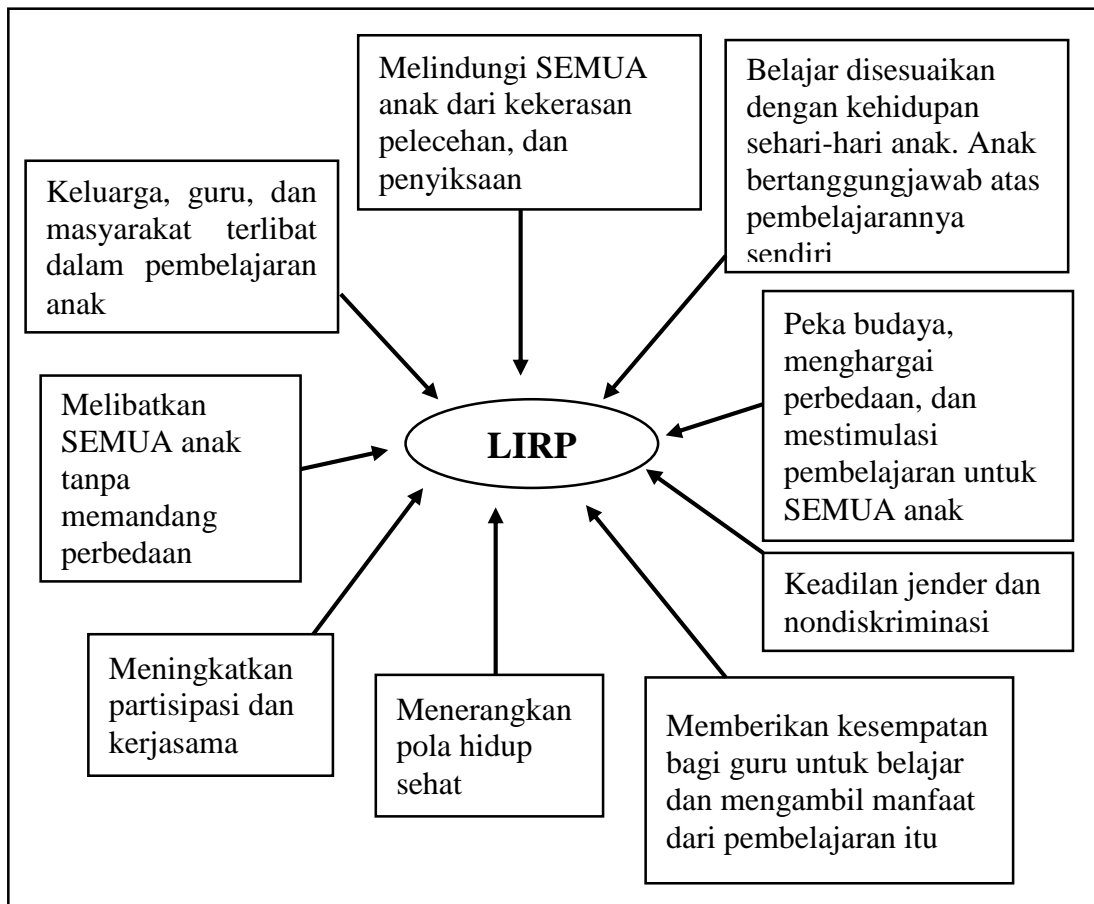 Melindungi SEMUA
anak dari kekerasan
pelecehan, dan
penyiksaan
Belajar disesuaikan
dengan kehidupan
sehari-hari anak. Anak
bertanggungjawab atas
pembelajarannya
sendiri
Keluarga, guru, dan
masyarakat terlibat
dalam pembelajaran
anak
Peka budaya,
menghargai
perbedaan, dan
mestimulasi
pembelajaran untuk
SEMUA anak
Melibatkan
SEMUA anak
tanpa
memandang
perbedaan
LIRP
Keadilan jender dan
nondiskriminasi
Meningkatkan
partisipasi dan
kerjasama
Menerangkan
pola hidup
sehat
Memberikan kesempatan
bagi guru untuk belajar
dan mengambil manfaat
dari pembelajaran itu